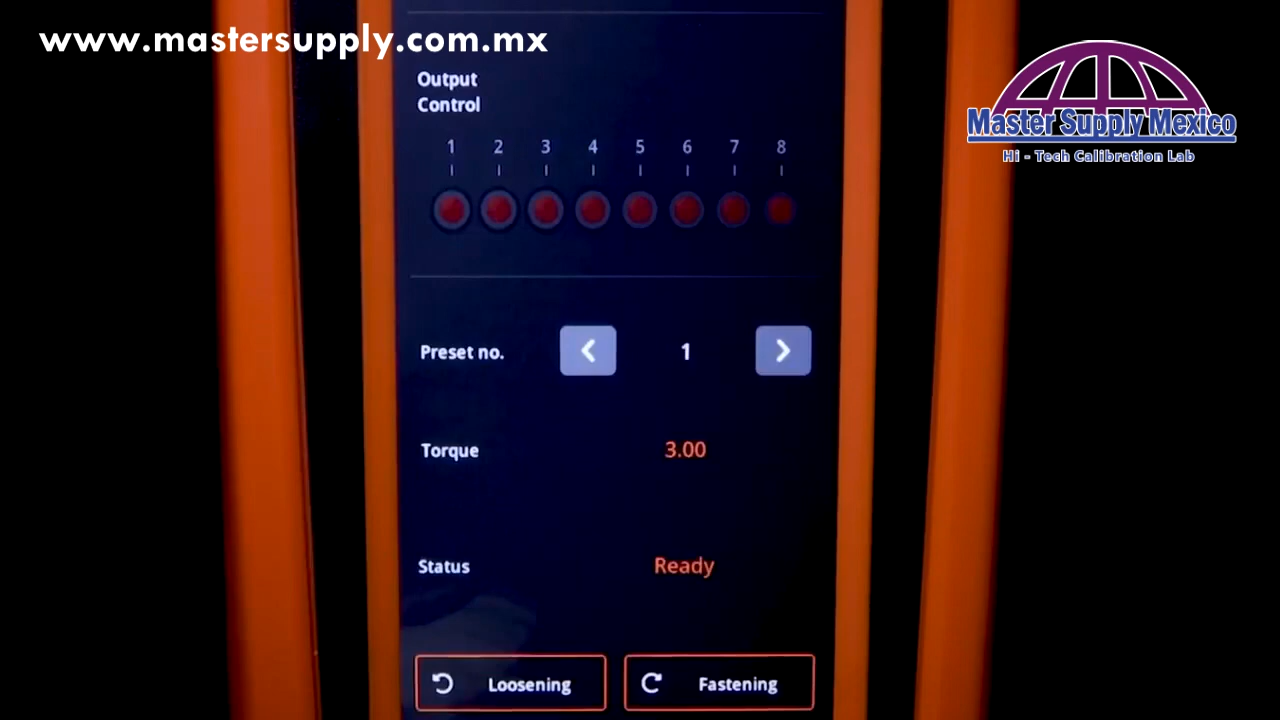 www.mastersupply.com.mx
Master Supply Mexico
Hi - Tech Calibration Lab
Output
Control
1 2 3 4 5 6 7 8
Preset no. 1
Torque 3.00
Status Ready
Loosening Fastening